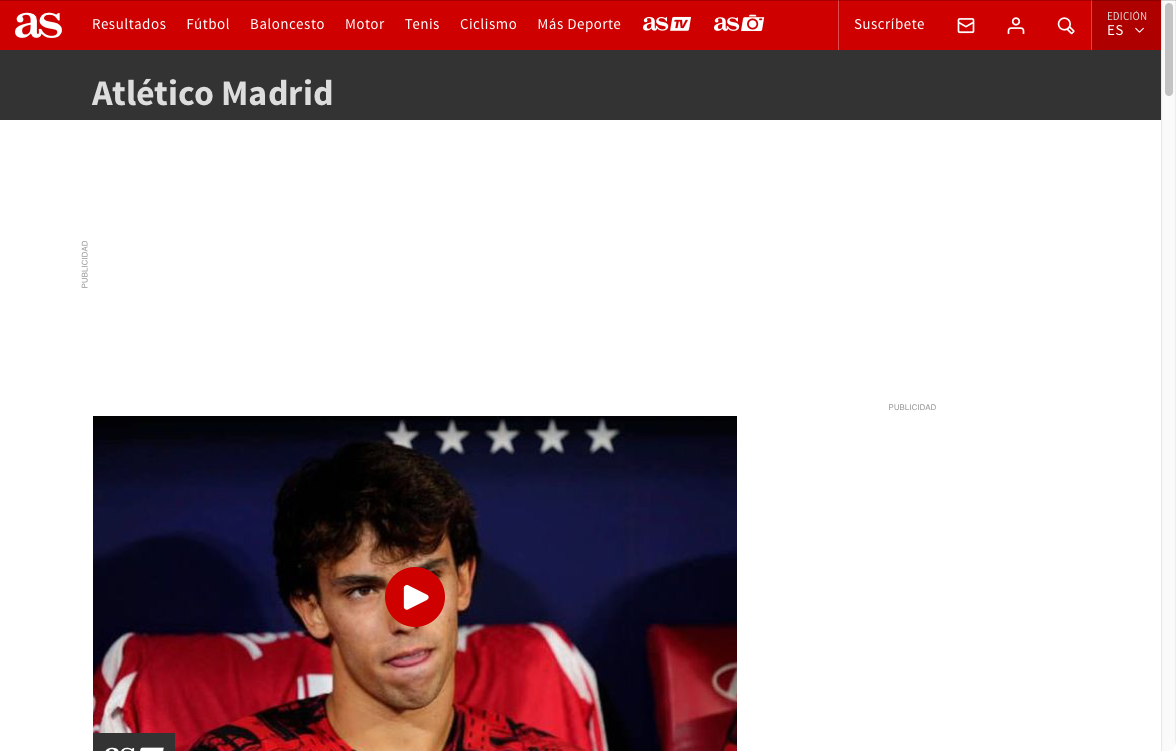 as
Resultados
Fútbol
Baloncesto
Motor
Tenis
Ciclismo
Más Deporte
as TV
as
Suscríbete
EDICIÓN
ES
Atlético Madrid
PUBLICIDAD
PUBLICIDAD
as